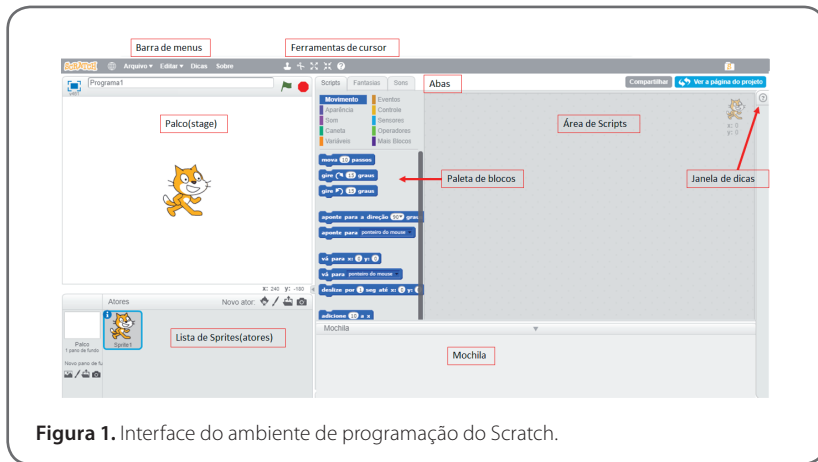 Barra de menus
Ferramentas de cursor
SCRATCH Arquivo Editar Dicas Sobre
Programa1
Scripts Fantasias Sons
Abas
Compartilhar
Ver a página do projeto
Palco(stage)
Movimento Eventos
Aparência Controle
Som Sensores
Caneta Operadores
Variáveis Mais Blocos
Área de Scripts
x: 0
y: 0
mova 10 passos
gire 15 graus
gire 15 graus
Paleta de blocos
Janela de dicas
aponte para a direção 90 grau
aponte para ponteiro do mouse
vá para x: 0 y: 0
vá para ponteiro do mouse
deslize por 1 seg até x: 0 y: 0
adicione 10 a x
x: 240 y: -180
Atores
Novo ator:
Palco
1 pano de fundo
Sprite1
Novo pano de fu
Lista de Sprites(atores)
Mochila
Mochila
Figura 1. Interface do ambiente de programação do Scratch.